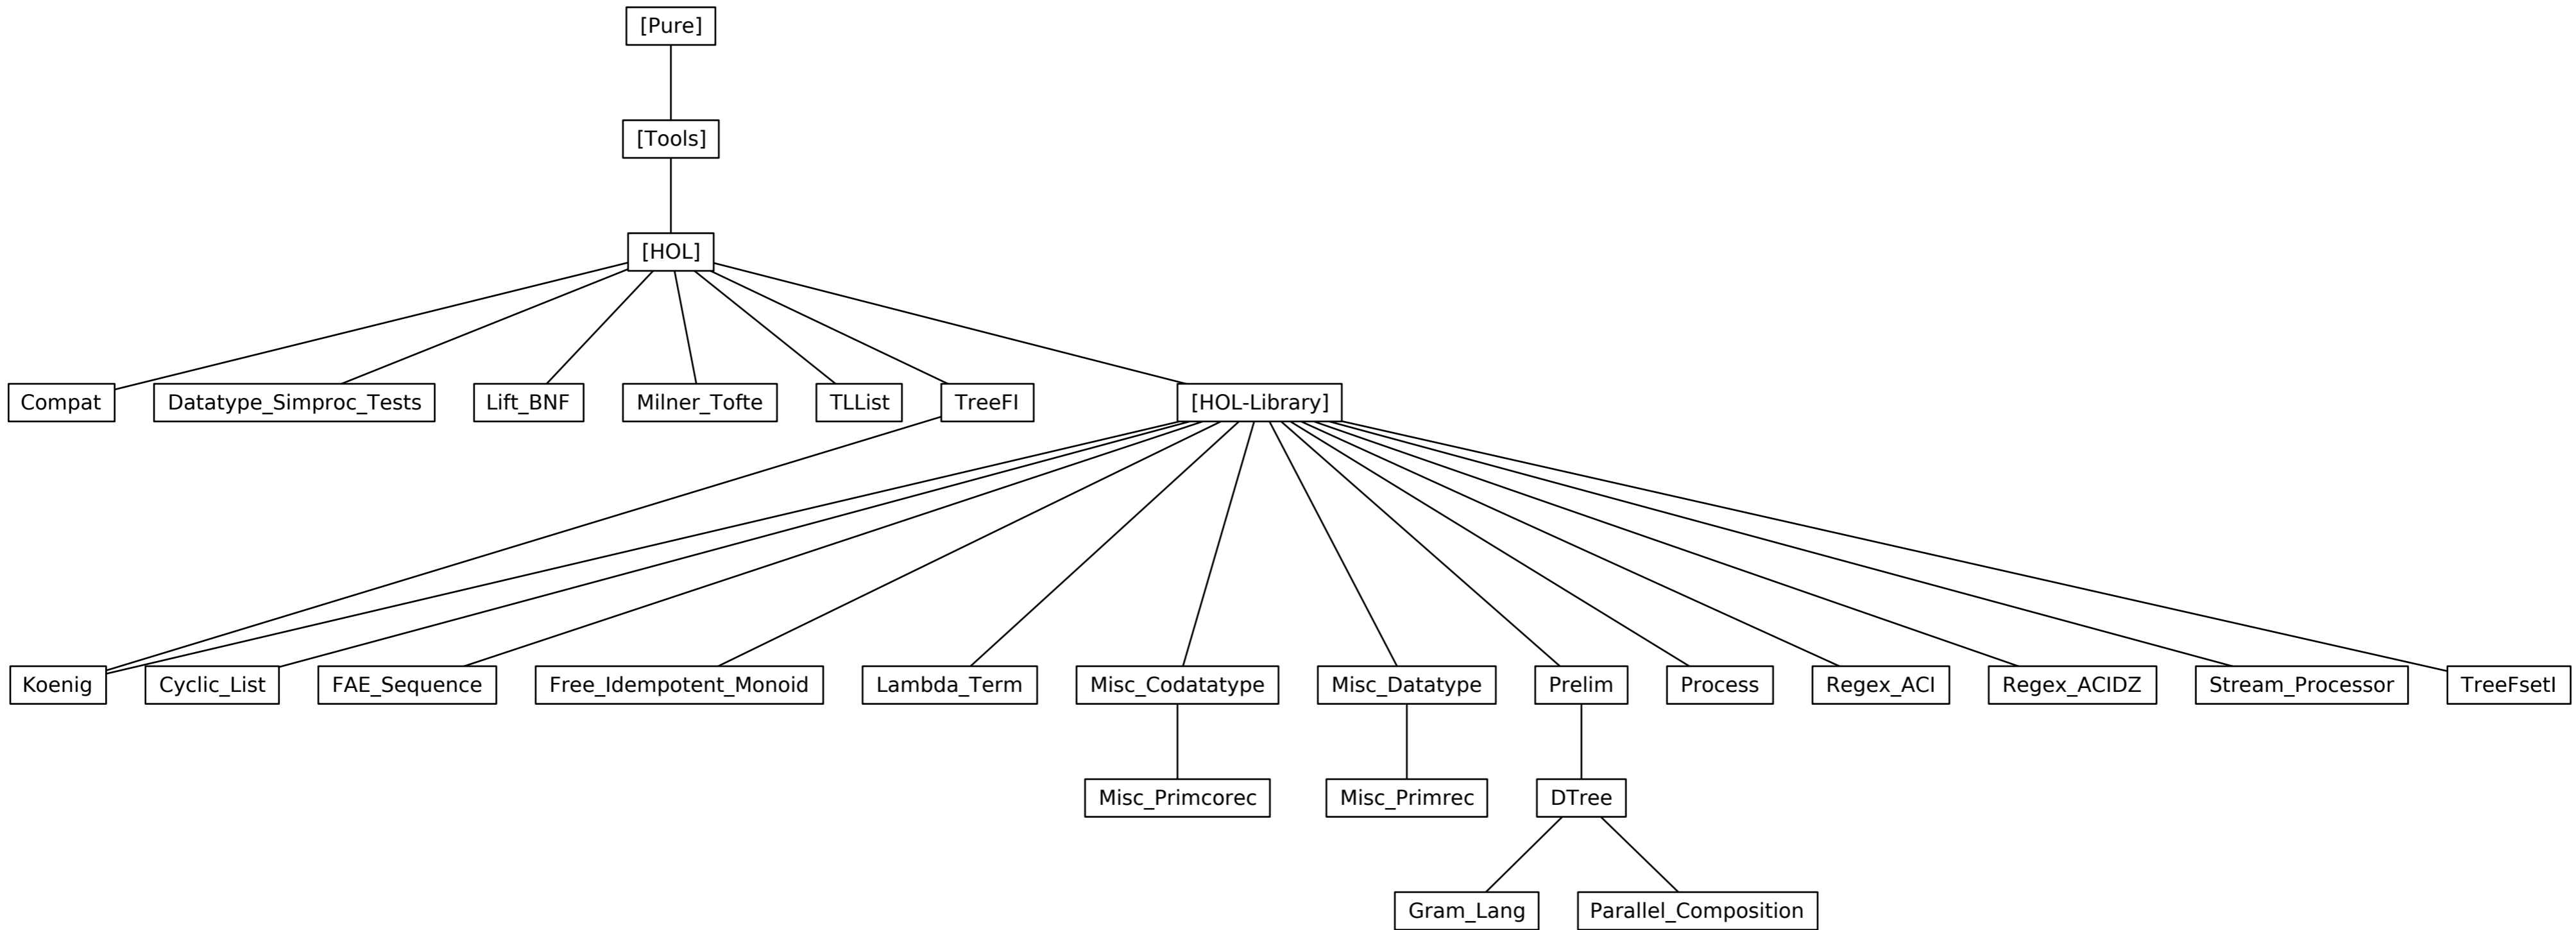 [Pure]
[Tools]
[HOL]
Compat
Datatype_Simproc_Tests
Lift_BNF
Milner_Tofte
TLList
TreeFI
[HOL-Library]
Koenig
Cyclic_List
FAE_Sequence
Free_Idempotent_Monoid
Lambda_Term
Misc_Codatatype
Misc_Datatype
Prelim
Process
Regex_ACI
Regex_ACIDZ
Stream_Processor
TreeFsetI
Misc_Primcorec
Misc_Primrec
DTree
Gram_Lang
Parallel_Composition